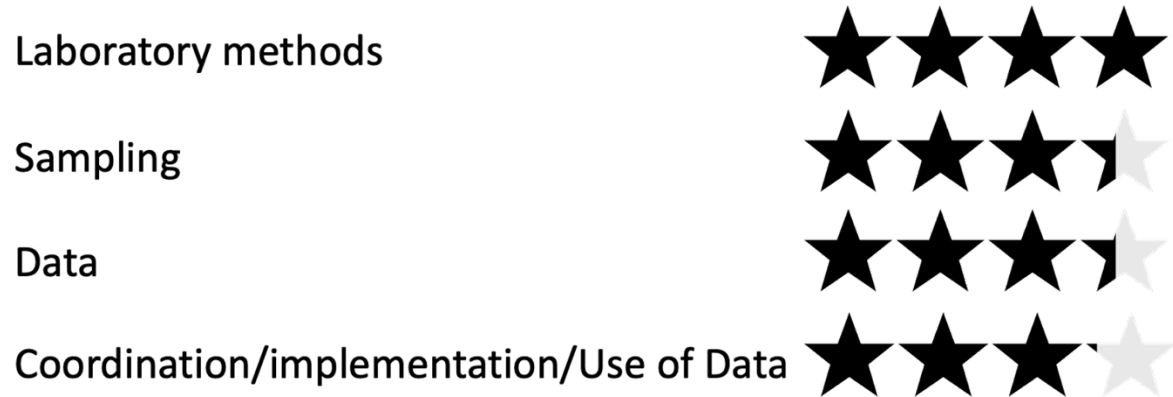 Laboratory methods
Sampling
Data
Coordination/implementation/Use of Data